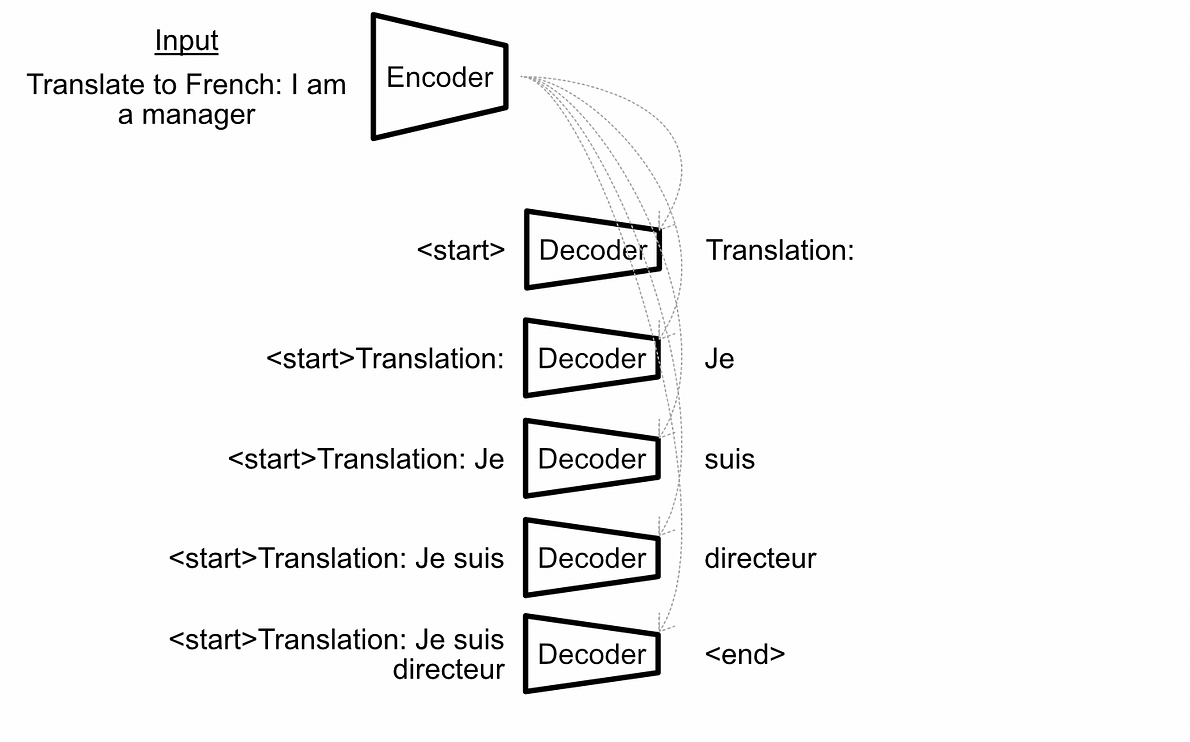 Input
Translate to French: I am
a manager
Encoder
<start>
Decoder
Translation:
<start>Translation:
Decoder
Je
<start>Translation: Je
Decoder
suis
<start>Translation: Je suis
Decoder
directeur
<start>Translation: Je suis
directeur
Decoder
<end>